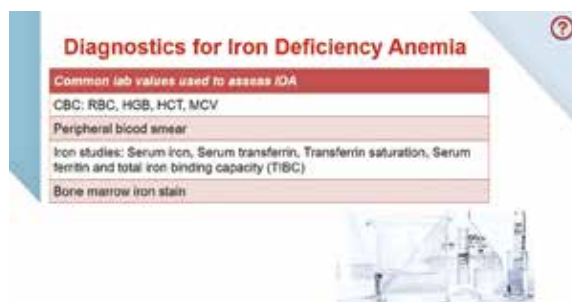 Diagnostics for Iron Deficiency Anemia
Common lab values used to assess IDA
CBC: RBC, HGB, HCT, MCV
Peripheral blood smear
Iron studies: Serum iron, Serum transferrin, Transferrin saturation, Serum
ferritin and total iron binding capacity (TIBC)
Bone marrow iron stain
?